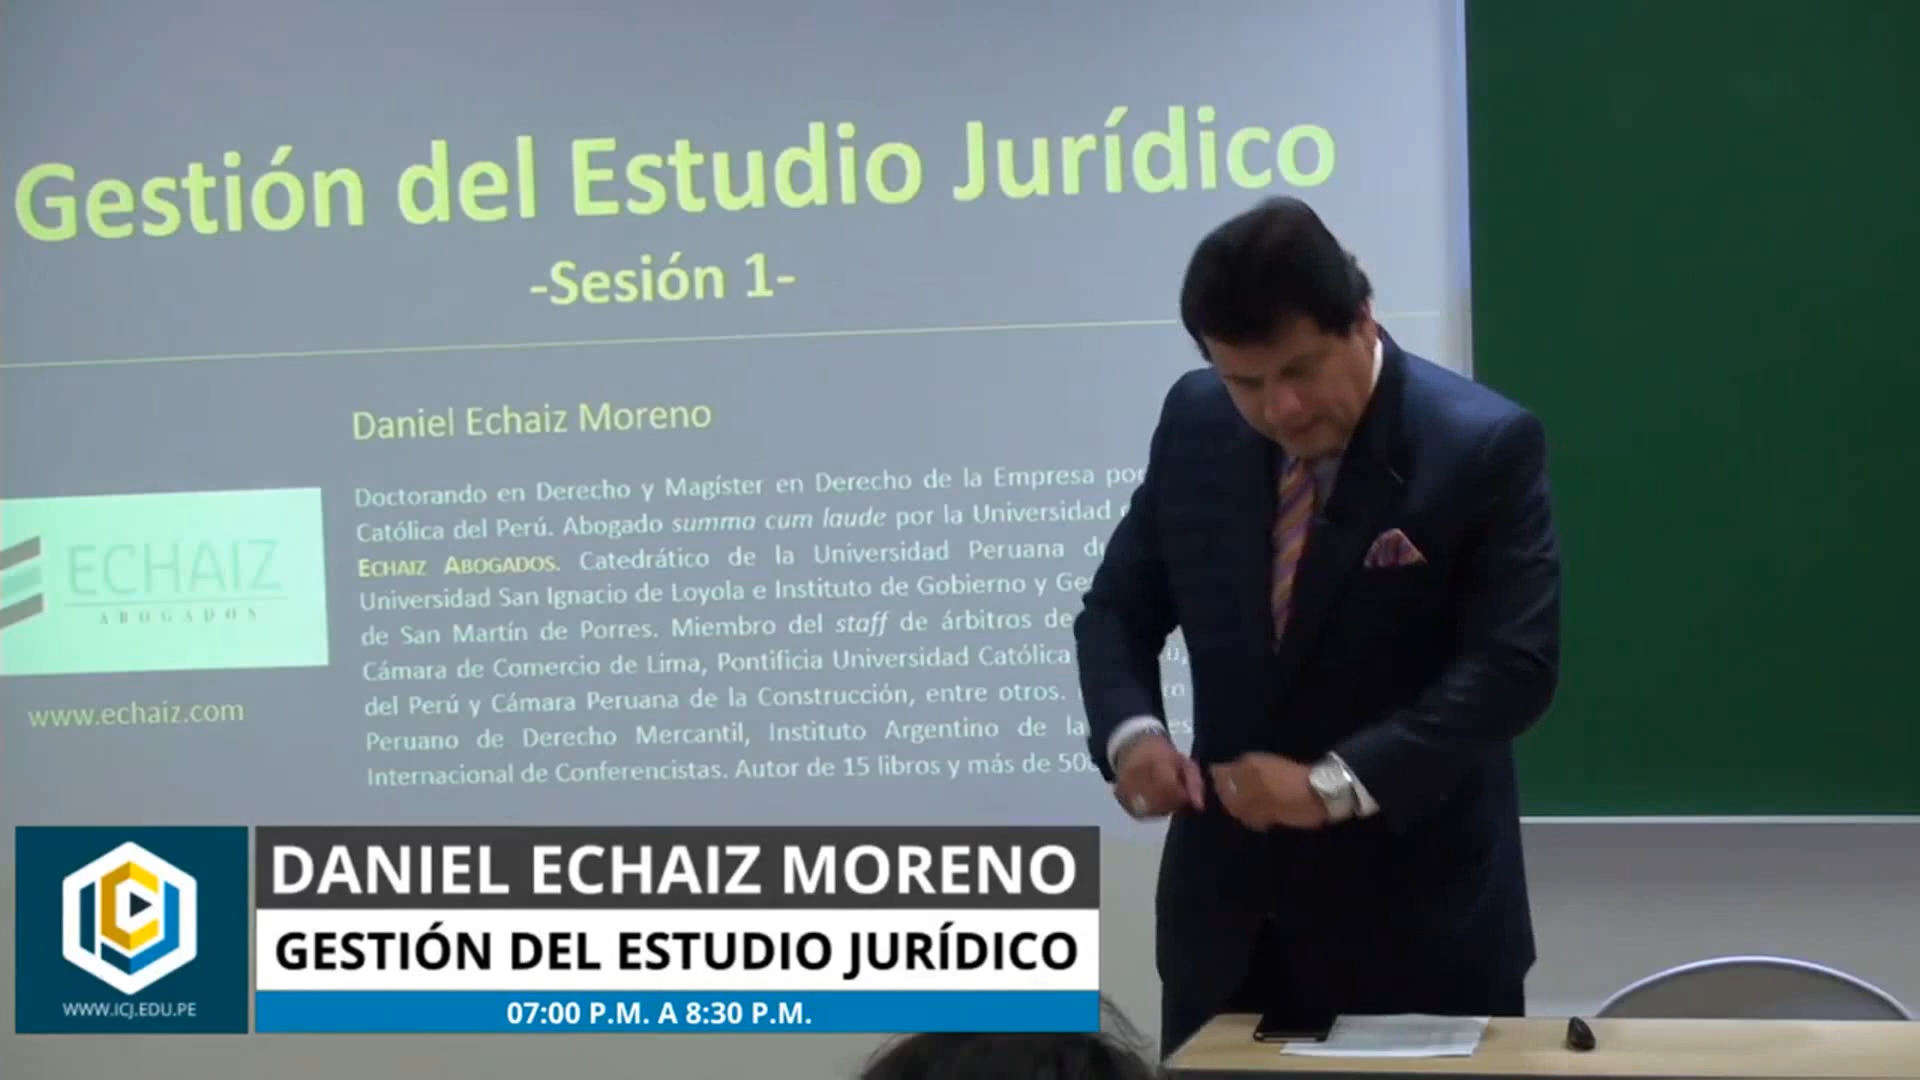 Gestión del Estudio Jurídico
-Sesión 1-
Daniel Echaiz Moreno
Doctorando en Derecho y Magíster en Derecho de la Empresa por
Católica del Perú. Abogado summa cum laude por la Universidad
ECHAIZ ABOGADOS. Catedrático de la Universidad Peruana
Universidad San Ignacio de Loyola e Instituto de Gobierno y
de San Martín de Porres. Miembro del staff de árbitros de
Cámara de Comercio de Lima, Pontificia Universidad Católica
del Perú y Cámara Peruana de la Construcción, entre otros.
Peruano de Derecho Mercantil, Instituto Argentino de la
Internacional de Conferencistas. Autor de 15 libros y más de
ECHAIZ
ABOGADOS
www.echaiz.com
DANIEL ECHAIZ MORENO
GESTIÓN DEL ESTUDIO JURÍDICO
07:00 P.M. A 8:30 P.M.
WWW.ICJ.EDU.PE